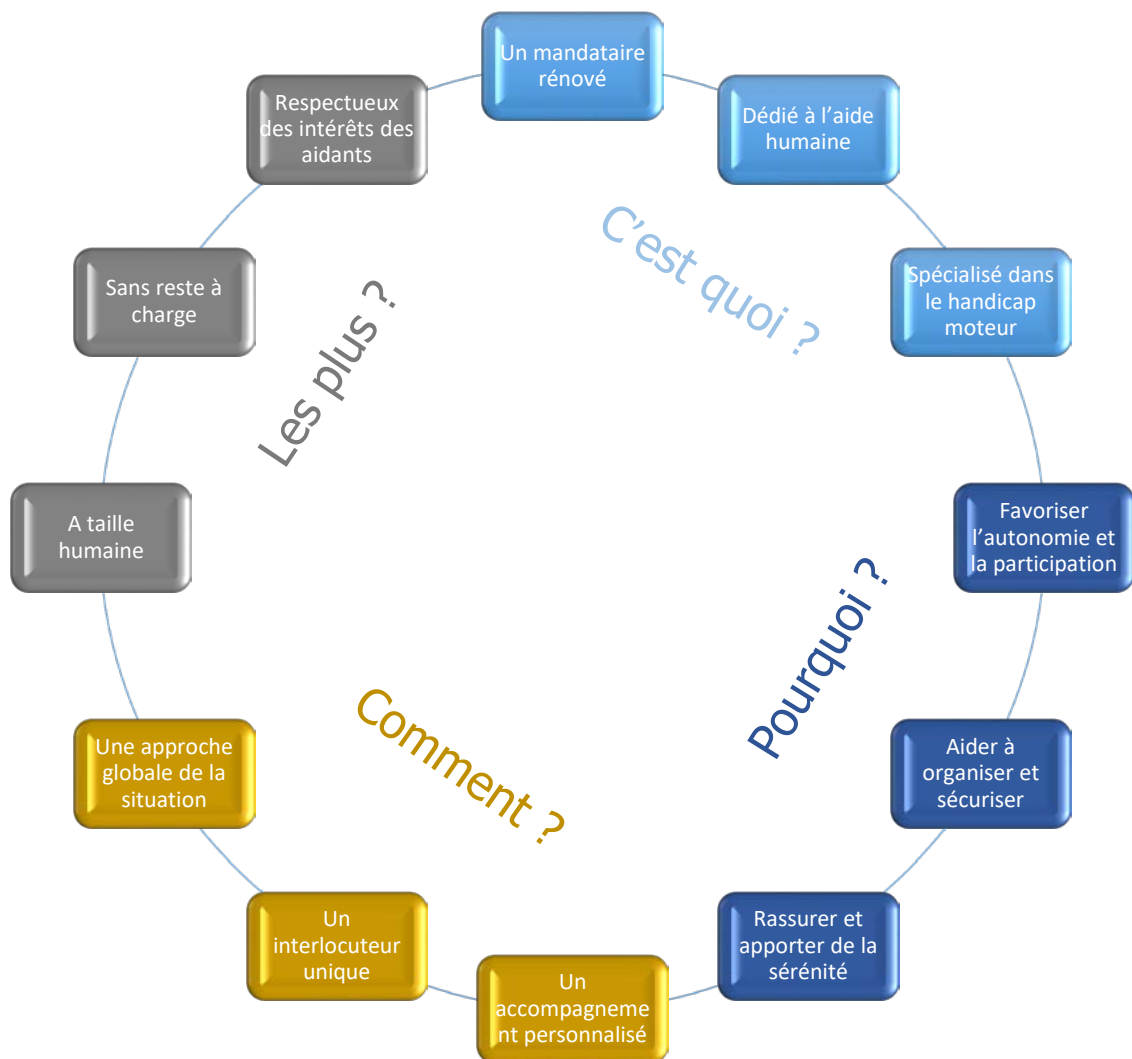 Un mandataire
rénové
Dédié à l'aide
humaine
Spécialisé dans
le handicap
moteur
C'est quoi ?
Favoriser
l'autonomie et
la participation
Aider à
organiser et
sécuriser
Rassurer et
apporter de la
sérénité
Pourquoi ?
Un
accompagneme
nt personnalisé
Un
interlocuteur
unique
Une approche
globale de la
situation
Comment ?
A taille
humaine
Sans reste à
charge
Respectueux
des intérêts des
aidants
Les plus ?